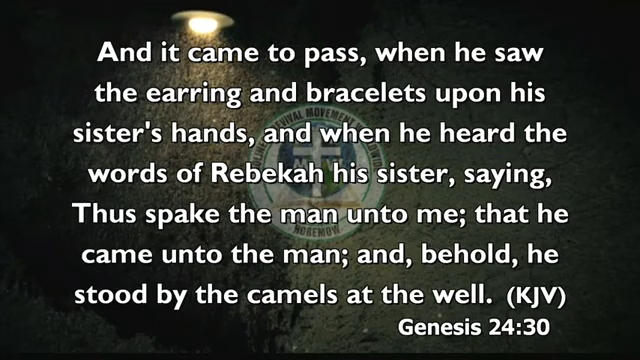 And it came to pass, when he saw
the earring and bracelets upon his
sister's hands, and when he heard the
words of Rebekah his sister, saying,
Thus spake the man unto me; that he
came unto the man; and, behold, he
stood by the camels at the well. (KJV)
Genesis 24:30
HOREMOW